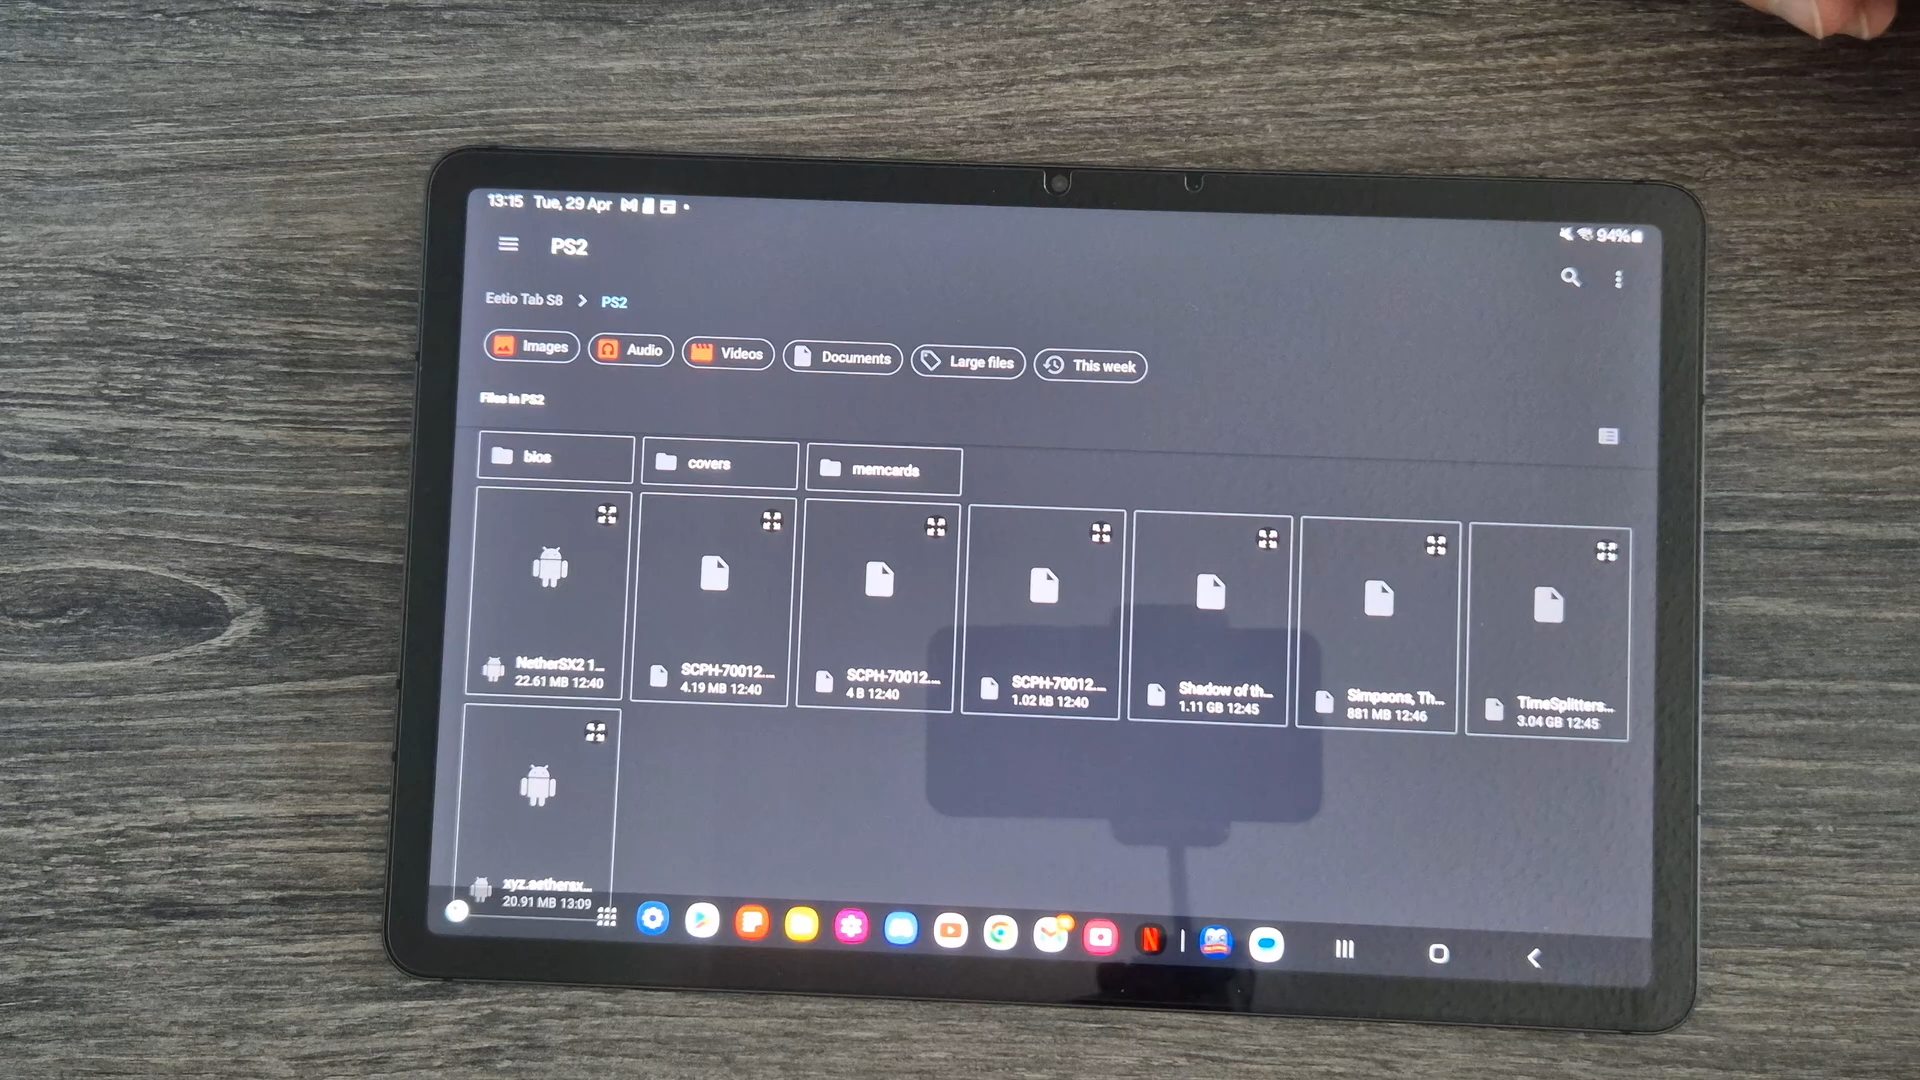 13:15 Tue, 29 Apr
94%
PS2
Eetio Tab S8 > PS2
Images
Audio
Videos
Documents
Large files
This week
Files in PS2
bios
covers
memcards
NetherSX2 1...
22.61 MB 12:40
SCPH-70012....
4.19 MB 12:40
SCPH-70012....
4 B 12:40
SCPH-70012....
1.02 kB 12:40
Shadow of th...
1.11 GB 12:45
Simpsons, Th...
881 MB 12:46
TimeSplitters...
3.04 GB 12:45
xyz.aethersx...
20.91 MB 13:09